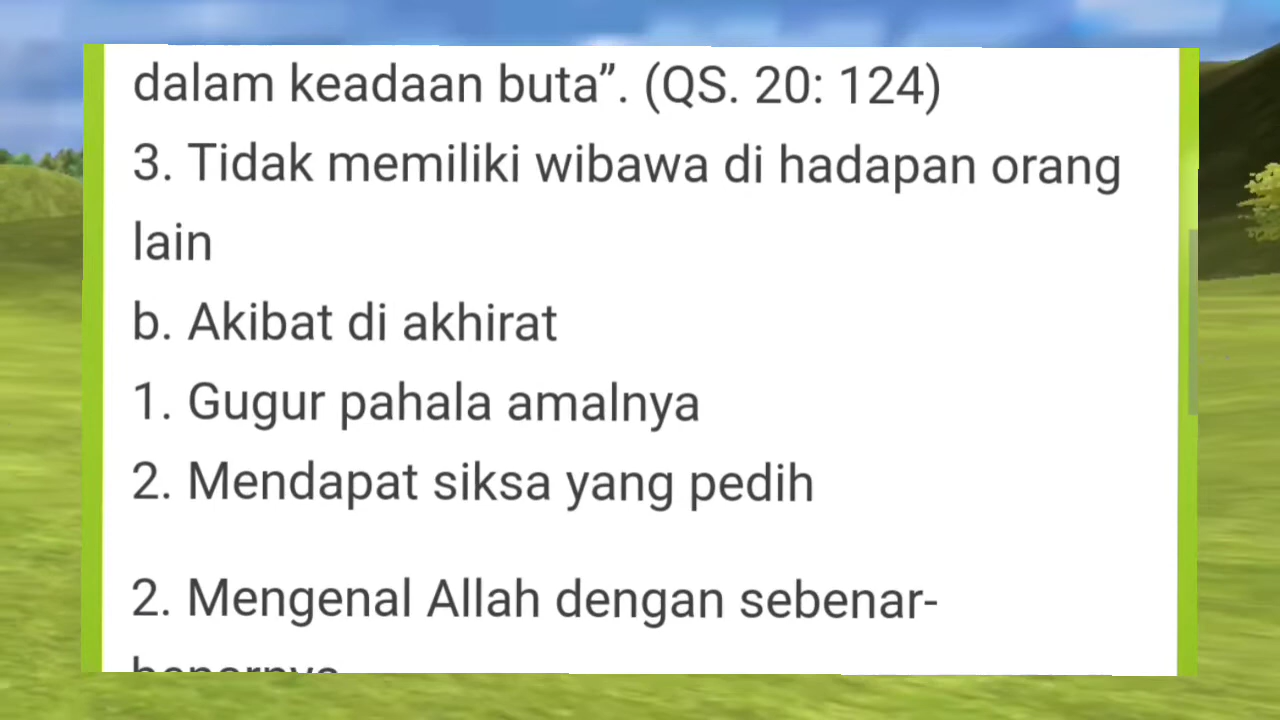 dalam keadaan buta”. (QS. 20: 124)
3. Tidak memiliki wibawa di hadapan orang
lain
b. Akibat di akhirat
1. Gugur pahala amalnya
2. Mendapat siksa yang pedih
2. Mengenal Allah dengan sebenar-